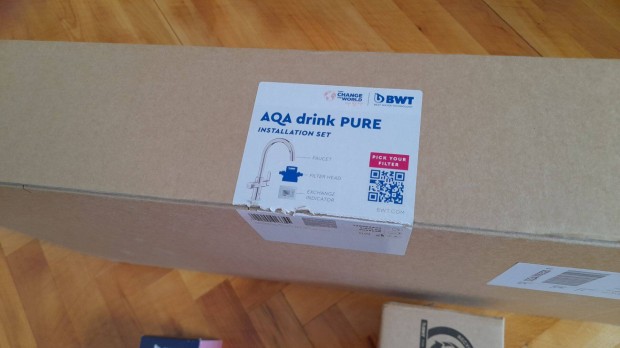 CHANGE
THE WORLD
BWT
AQA drink PURE
INSTALLATION SET
FAUCET
FILTER HEAD
EXCHANGE
INDICATOR
PICK YOUR
FILTER
BWT.COM